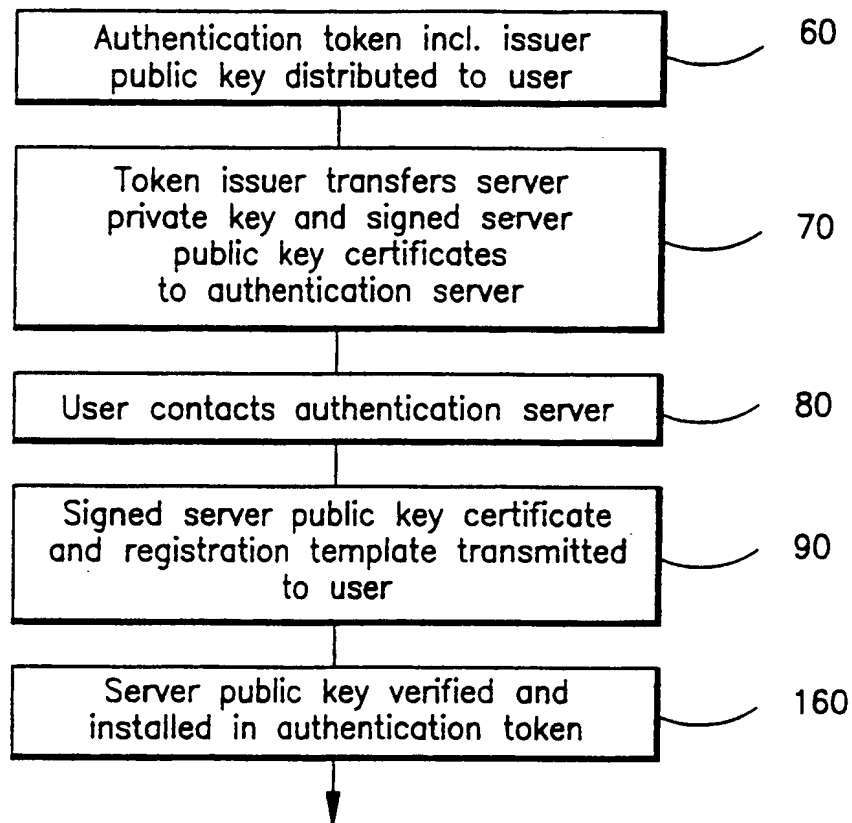 Authentication token incl. issuer
public key distributed to user
60
Token issuer transfers server
private key and signed server
public key certificates
to authentication server
70
User contacts authentication server
80
Signed server public key certificate
and registration template transmitted
to user
90
Server public key verified and
installed in authentication token
160